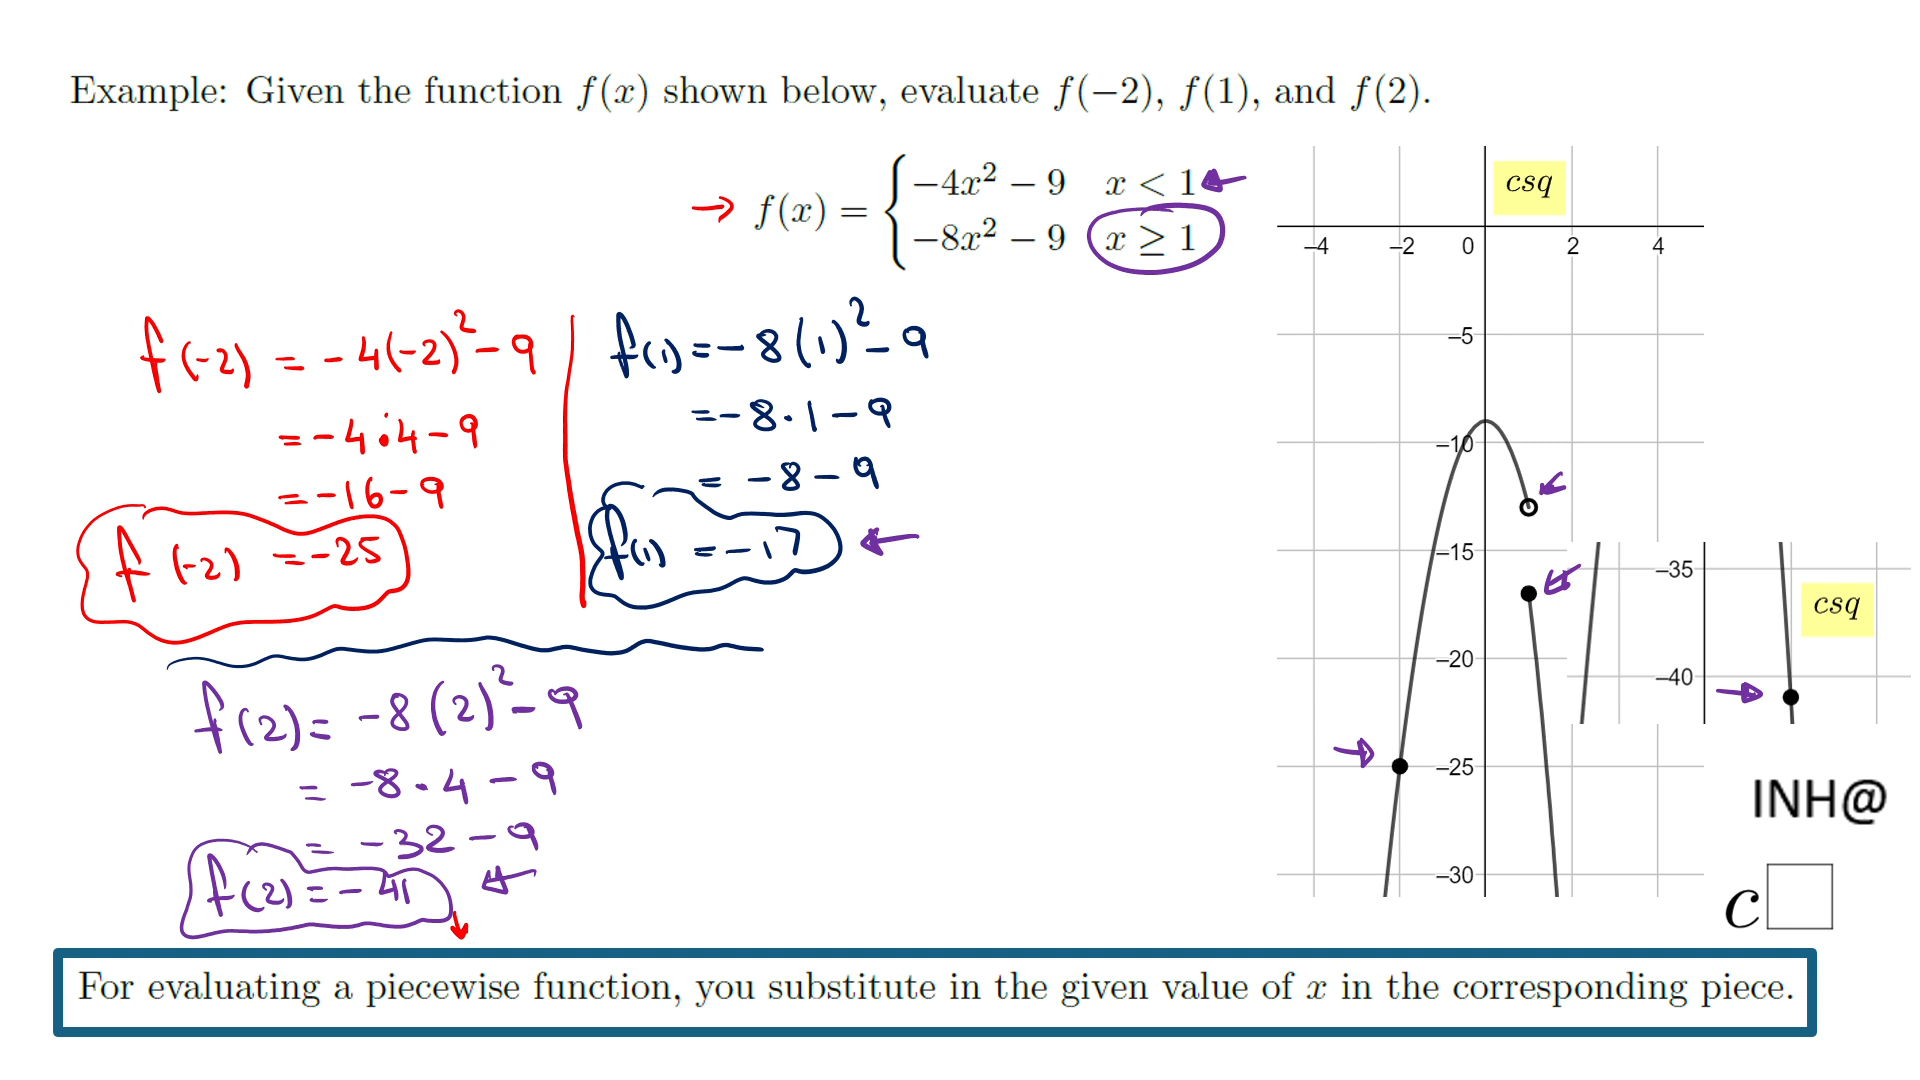 Example: Given the function f(x) shown below, evaluate f(−2), f(1), and f(2).
→ f(x) = { −4x² − 9 x < 1
−8x² − 9 x ≥ 1
f(-2) = -4(-2)² - 9
= -4 · 4 - 9
= -16 - 9
f(-2) = -25
f(1) = -8(1)² - 9
= -8 · 1 - 9
= -8 - 9
f(1) = -17
f(2) = -8(2)² - 9
= -8 · 4 - 9
= -32 - 9
f(2) = -41
csq
−4 −2 0 2 4
−5
−10
−15
−20
−25
−30
−35
csq
−40
INH@
c
For evaluating a piecewise function, you substitute in the given value of x in the corresponding piece.